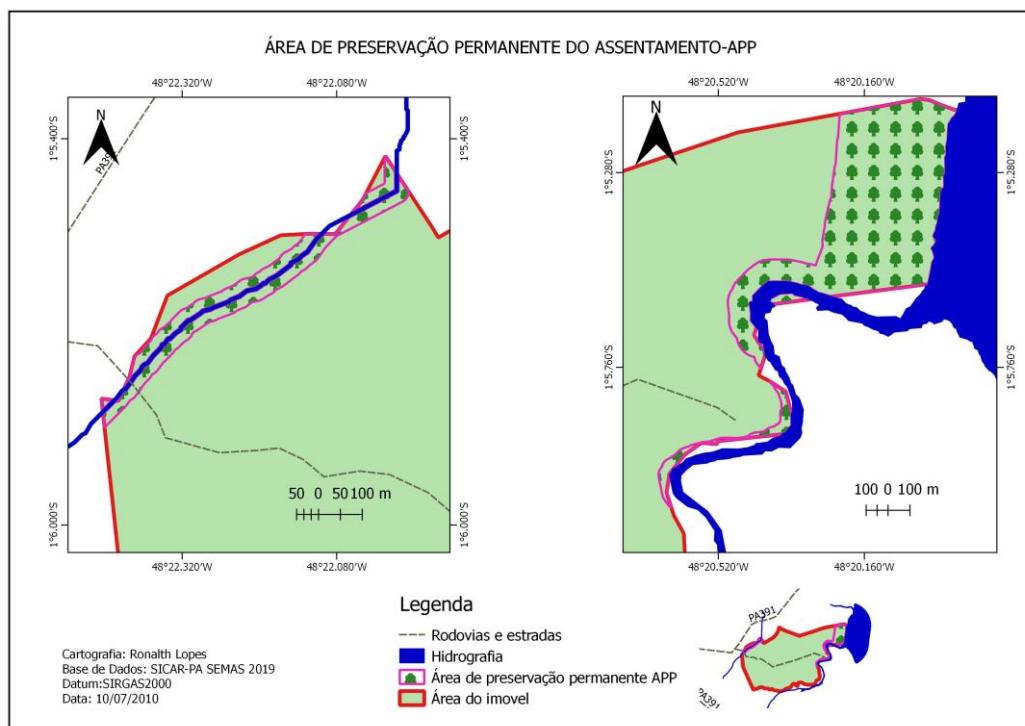 ÁREA DE PRESERVAÇÃO PERMANENTE DO ASSENTAMENTO-APP
48°22.320'W 48°22.080'W
N
PA391
1°5.400'S 1°5.400'S
50 0 50 100 m
1°6.000'S 1°6.000'S
48°22.320'W 48°22.080'W
48°20.520'W 48°20.160'W
N
1°5.280'S 1°5.280'S
1°5.760'S 1°5.760'S
100 0 100 m
48°20.520'W 48°20.160'W
Legenda
Rodovias e estradas
Hidrografia
Área de preservação permanente APP
Área do imovel
PA391
PA391
Cartografia: Ronalth Lopes
Base de Dados: SICAR-PA SEMAS 2019
Datum:SIRGAS2000
Data: 10/07/2010